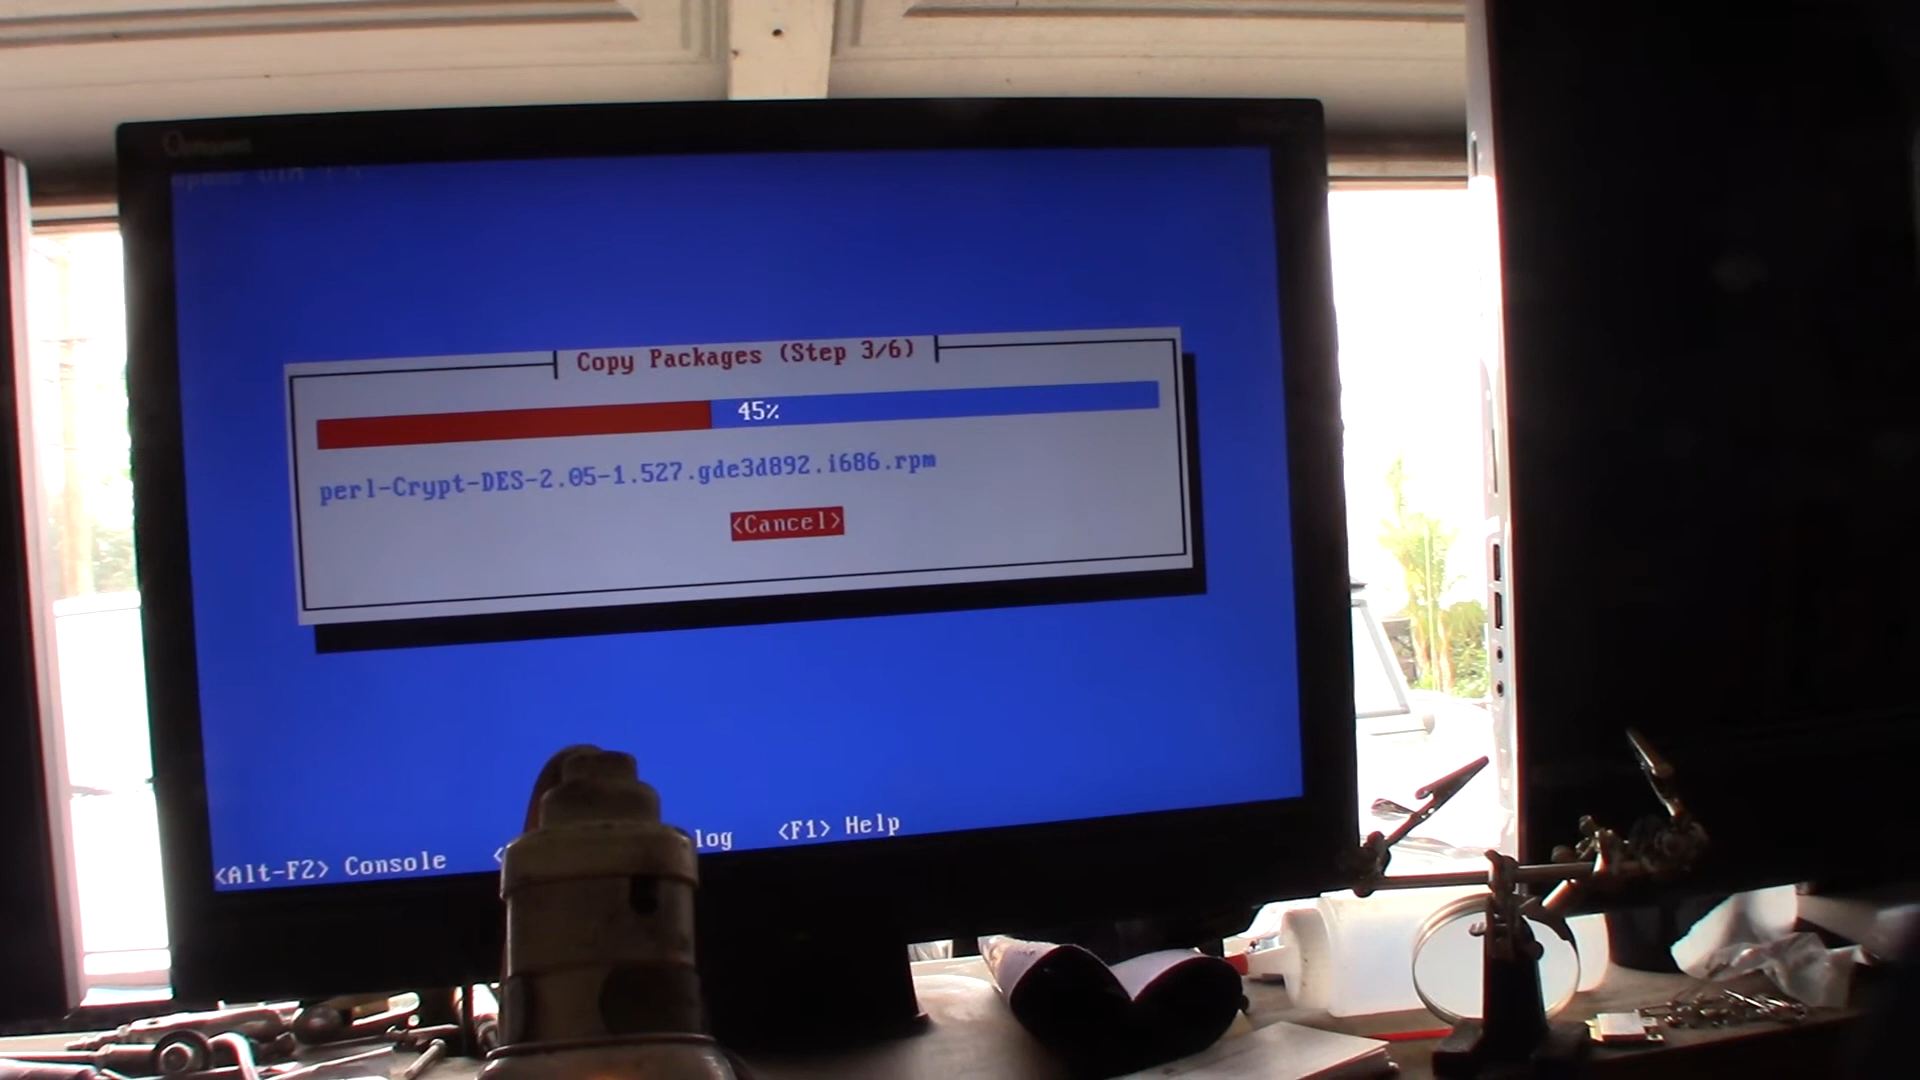 Copy Packages (Step 3/6)
45%
perl-Crypt-DES-2.05-1.527.gde3d892.i686.rpm
<Cancel>
<Alt-F2> Console < log <F1> Help